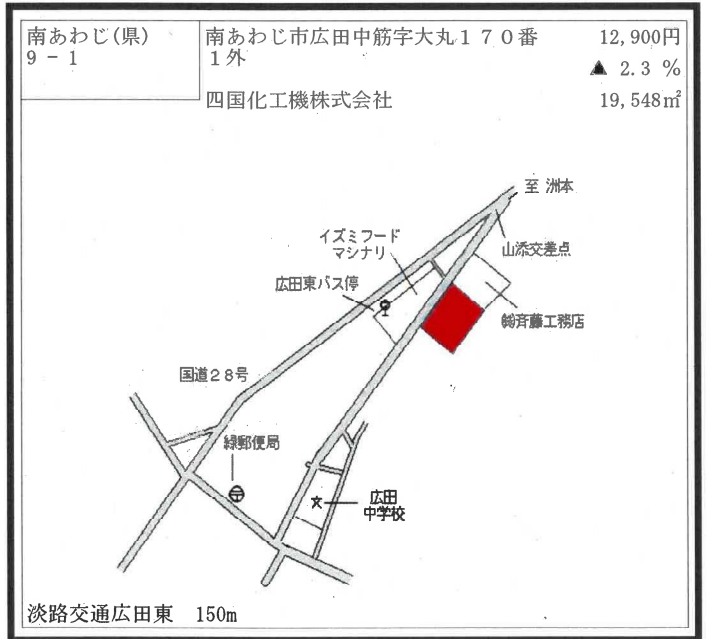 南あわじ(県)
9 - 1
南あわじ市広田中筋字大丸１７０番
１外
四国化工機株式会社
12,900円
▲ 2.3 %
19,548㎡
至 洲本
イズミフード
マシナリ
山添交差点
広田東バス停
㈱斉藤工務店
国道２８号
緑郵便局
広田
中学校
淡路交通広田東 150m